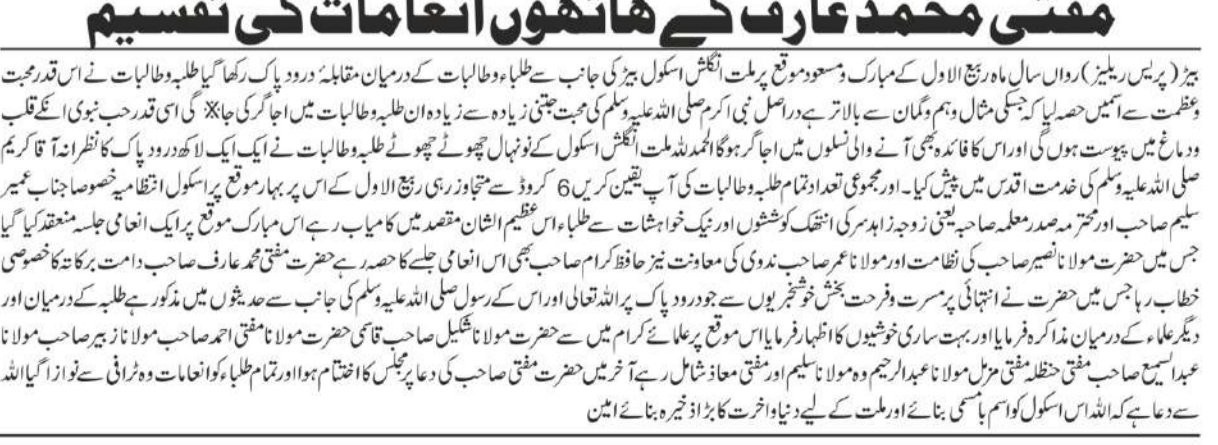 مفتی محمد عارف کے ہاتھوں انعامات کی تقسیم
بیڑ (پریس ریلیز) رواں سال ماہ ربیع الاول کے مبارک ومسعود موقع پر ملت انگلش اسکول بیڑ کی جانب سے طلباء وطالبات کے درمیان مقابلۂ درود پاک رکھا گیا طلبہ وطالبات نے اس قدر محبت
وعظمت سے اسمیں حصہ لیا کہ جسکی مثال وہم وگمان سے بالاتر ہے دراصل نبی اکرم صلی اللہ علیہ وسلم کی محبت جتنی زیادہ سے زیادہ ان طلبہ وطالبات میں اجاگر کی جا※ گی اسی قدر حب نبوی انکے قلب
ودماغ میں پیوست ہوں گی اور اس کا فائدہ بھی آنے والی نسلوں میں اجاگر ہوگا الحمد للہ ملت انگلش اسکول کے نونہال چھوٹے چھوٹے طلبہ وطالبات نے ایک ایک لاکھ درود پاک کا نظرانہ آقا کریم
صلی اللہ علیہ وسلم کی خدمت اقدس میں پیش کیا۔ اور مجموعی تعداد تمام طلبہ وطالبات کی آپ یقین کریں 6 کروڈ سے متجاوز رہی ربیع الاول کے اس پر بہار موقع پر اسکول انتظامیہ خصوصا جناب عمیر
سلیم صاحب اور محترمہ صدر معلمہ صاحبہ یعنی زوجہ زاہد سر کی انتھک کوششوں اور نیک خواہشات سے طلباء اس عظیم الشان مقصد میں کامیاب رہے اس مبارک موقع پر ایک انعامی جلسہ منعقد کیا گیا
جس میں حضرت مولانا نصیر صاحب کی نظامت اور مولانا عمر صاحب ندوی کی معاونت نیز حافظ کرام صاحب بھی اس انعامی جلسے کا حصہ رہے حضرت مفتی محمد عارف صاحب دامت برکاتہ کا خصوصی
خطاب رہا جس میں حضرت نے انتہائی پر مسرت وفرحت بخش خوشخبریوں سے جو درود پاک پر اللہ تعالی اور اس کے رسول صلی اللہ علیہ وسلم کی جانب سے حدیثوں میں مذکور ہے طلبہ کے درمیان اور
دیگر علماء کے درمیان مذاکرہ فرمایا اور بہت ساری خوشیوں کا اظہار فرمایا اس موقع پر علمائے کرام میں سے حضرت مولانا شکیل صاحب قاسمی حضرت مولانا مفتی احمد صاحب مولانا زبیر صاحب مولانا
عبدالسمیع صاحب مفتی حنظلہ مفتی مزمل مولانا عبدالرحیم وہ مولانا سلیم اور مفتی معاذ شامل رہے آخر میں حضرت مفتی صاحب کی دعا پر مجلس کا اختتام ہوا اور تمام طلباء کو انعامات وہ ٹرافی سے نوازا گیا اللہ
سے دعا ہے کہ اللہ اس اسکول کو اسم بامسمی بنائے اور ملت کے لیے دنیا واخرت کا بڑا ذخیرہ بنائے امین